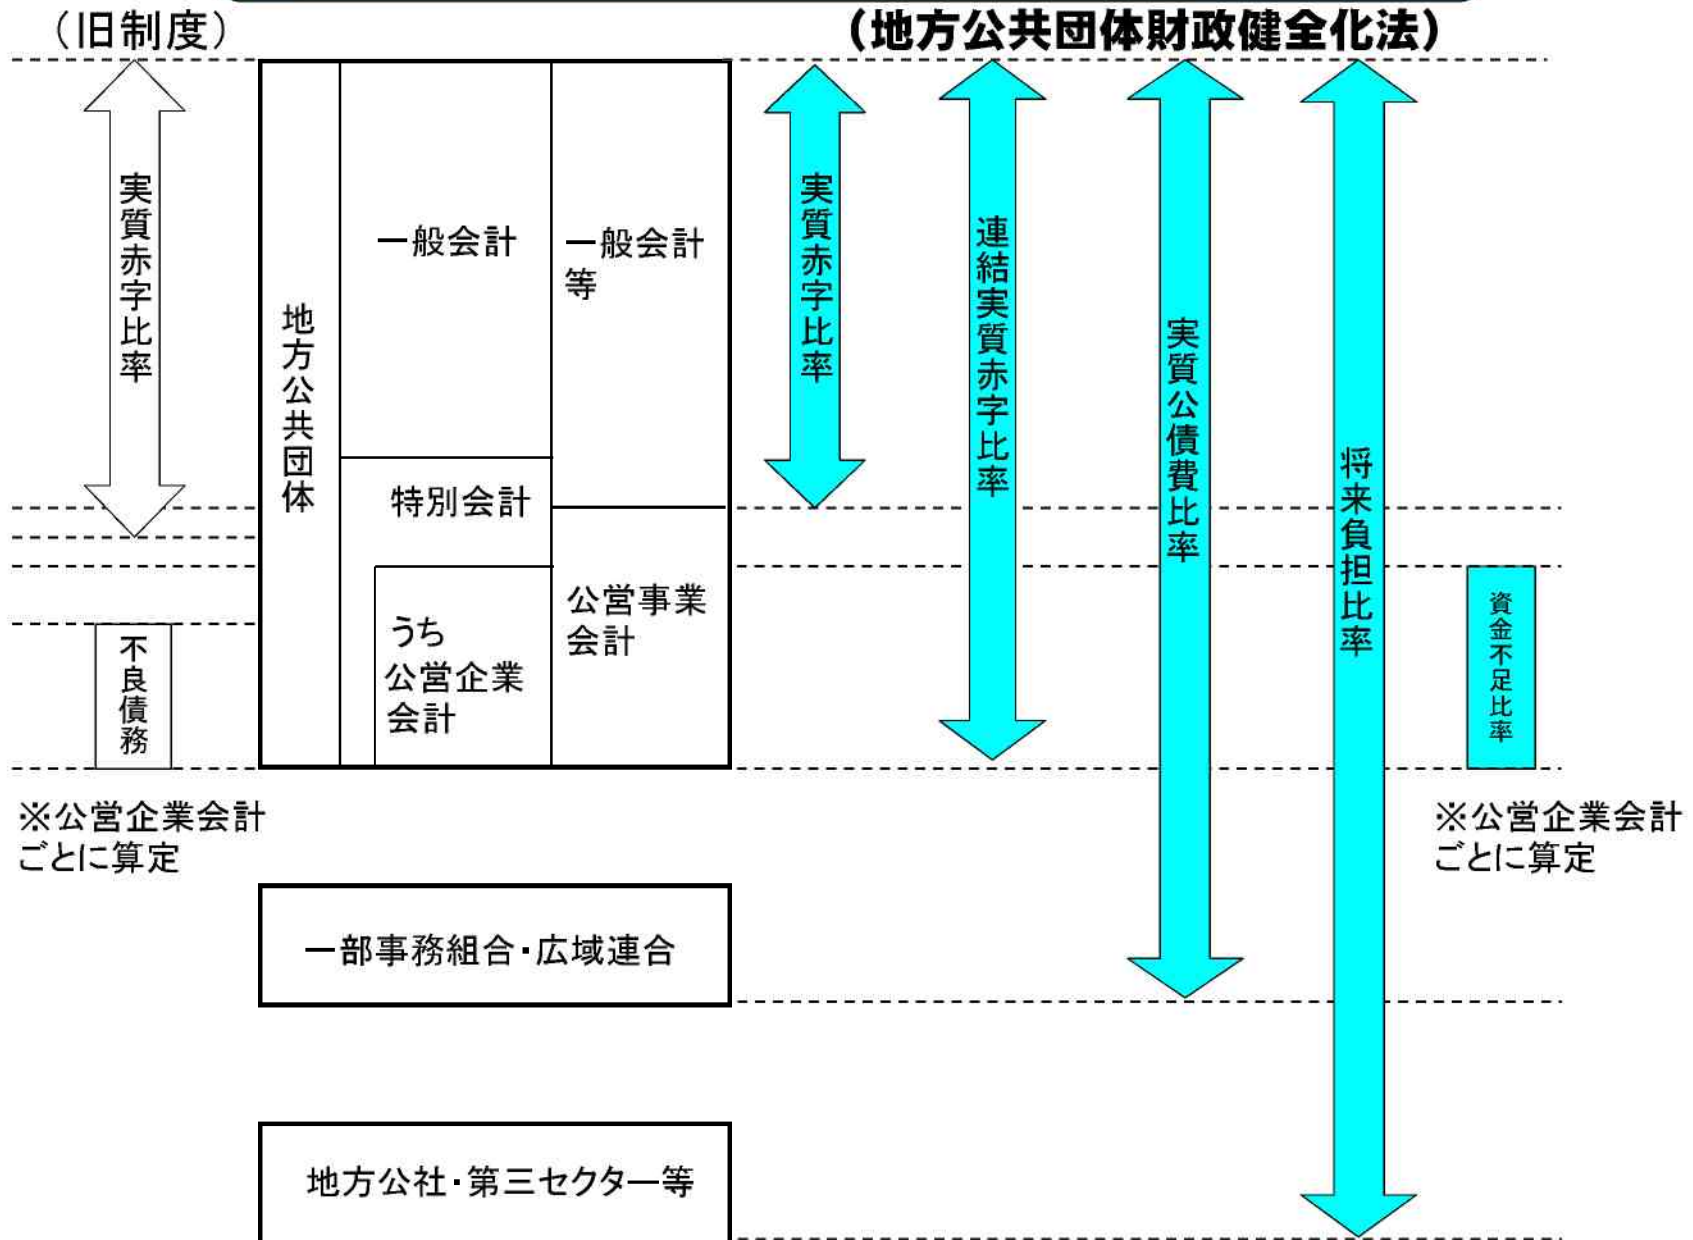 （旧制度）
（地方公共団体財政健全化法）
実質赤字比率
不良債務
※公営企業会計
ごとに算定
地方公共団体
一般会計
特別会計
うち
公営企業
会計
一般会計
等
公営事業
会計
実質赤字比率
連結実質赤字比率
実質公債費比率
将来負担比率
資金不足比率
※公営企業会計
ごとに算定
一部事務組合・広域連合
地方公社・第三セクター等